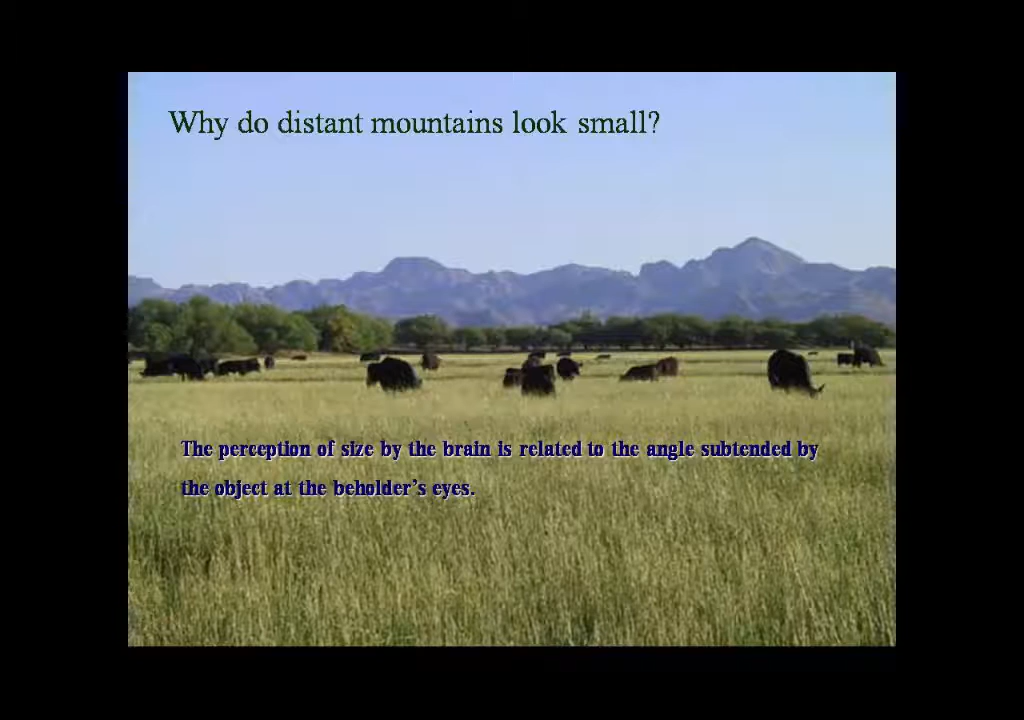 Why do distant mountains look small?
The perception of size by the brain is related to the angle subtended by
the object at the beholder's eyes.